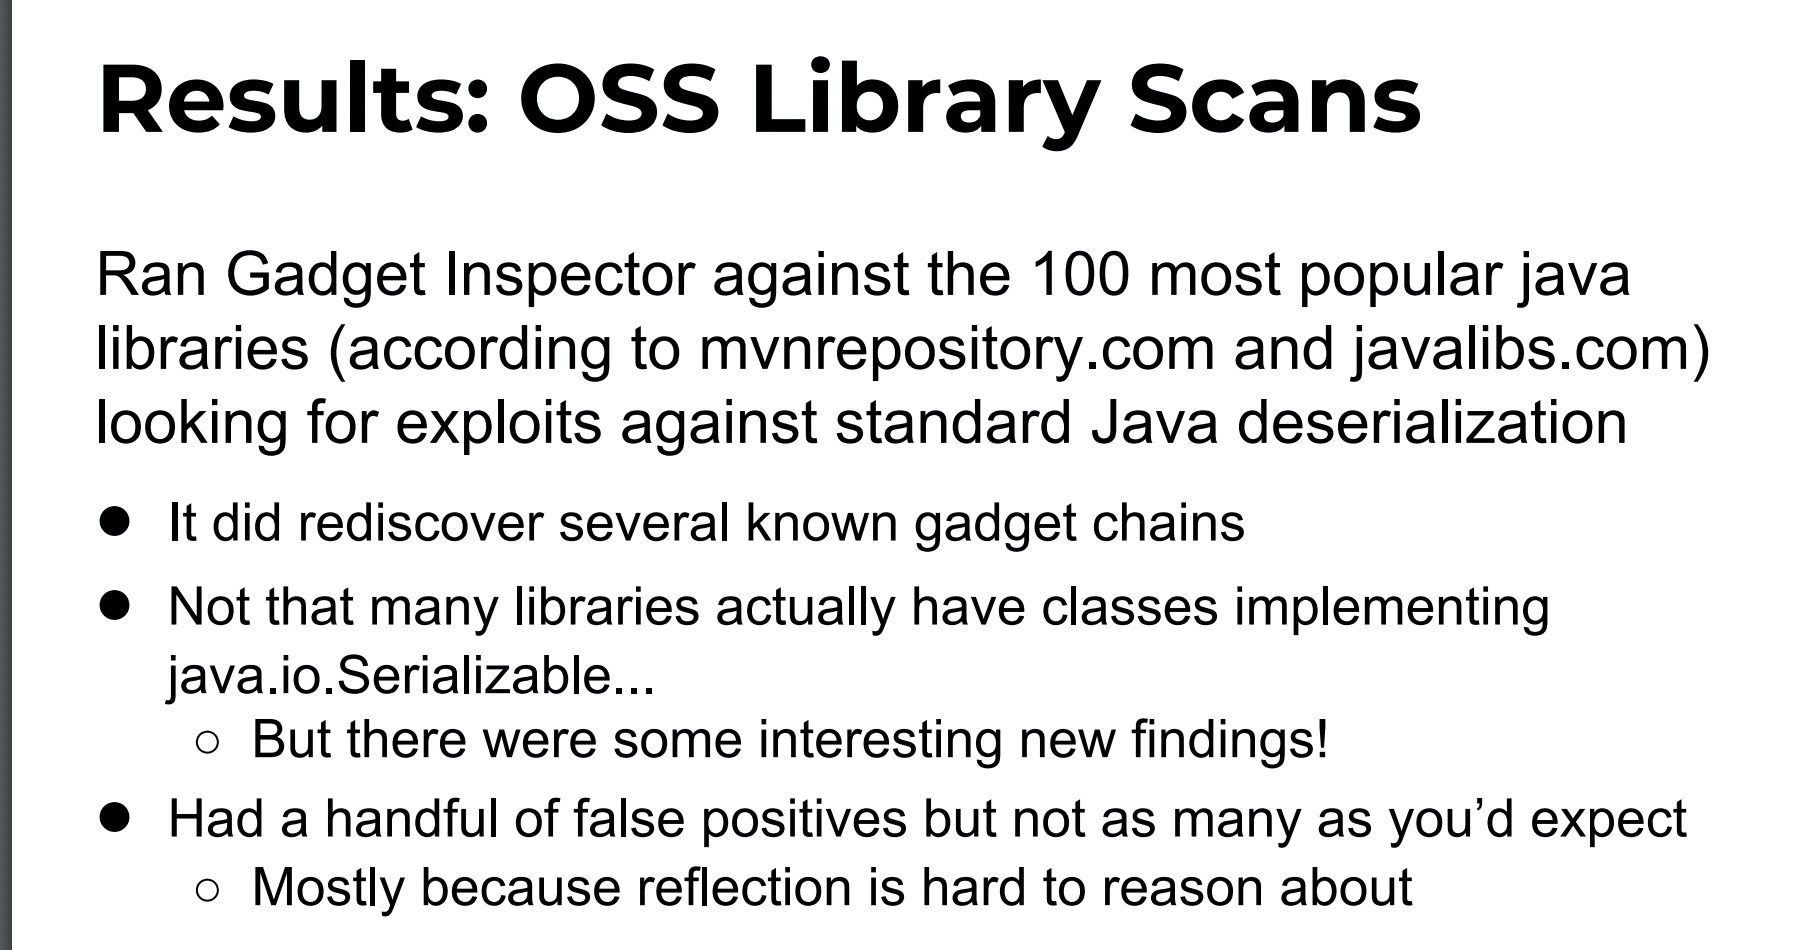 Results: OSS Library Scans
Ran Gadget Inspector against the 100 most popular java
libraries (according to mvnrepository.com and javalibs.com)
looking for exploits against standard Java deserialization
● It did rediscover several known gadget chains
● Not that many libraries actually have classes implementing
java.io.Serializable...
○ But there were some interesting new findings!
● Had a handful of false positives but not as many as you’d expect
○ Mostly because reflection is hard to reason about